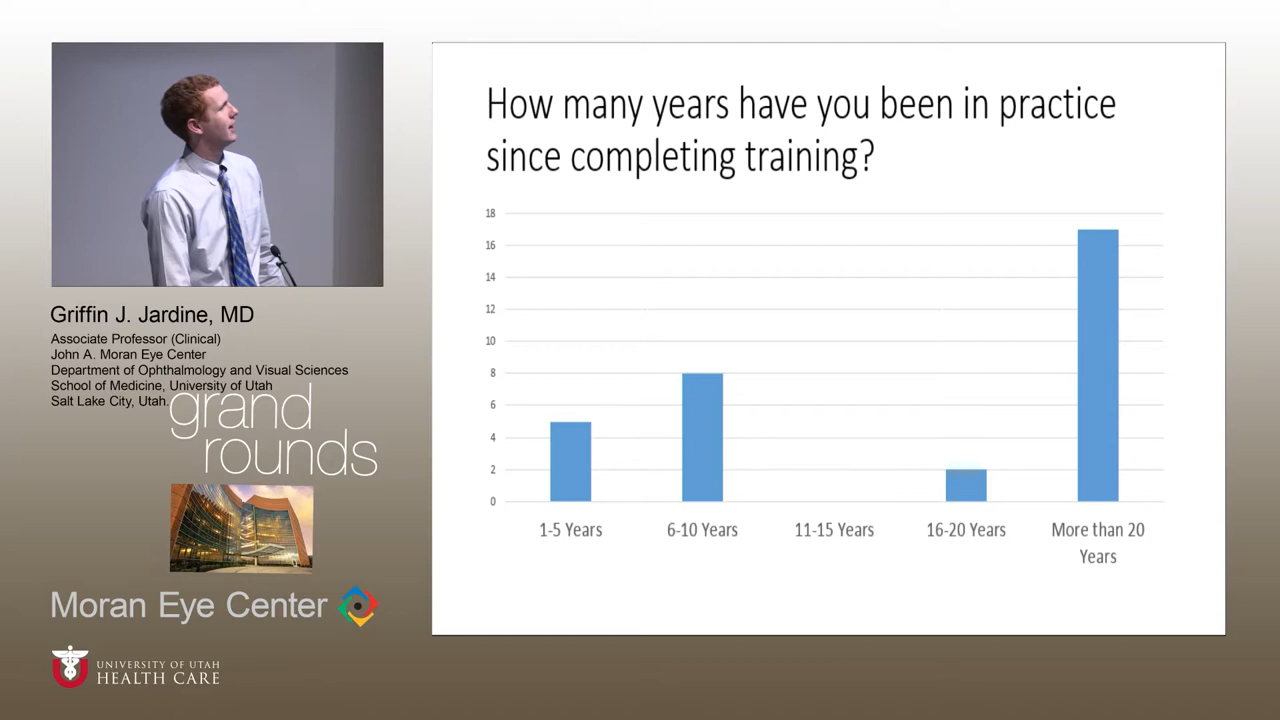 Griffin J. Jardine, MD
Associate Professor (Clinical)
John A. Moran Eye Center
Department of Ophthalmology and Visual Sciences
School of Medicine, University of Utah
Salt Lake City, Utah.
grand
rounds
Moran Eye Center
UNIVERSITY OF UTAH
HEALTH CARE
How many years have you been in practice
since completing training?
18
16
14
12
10
8
6
4
2
0
1-5 Years
6-10 Years
11-15 Years
16-20 Years
More than 20
Years